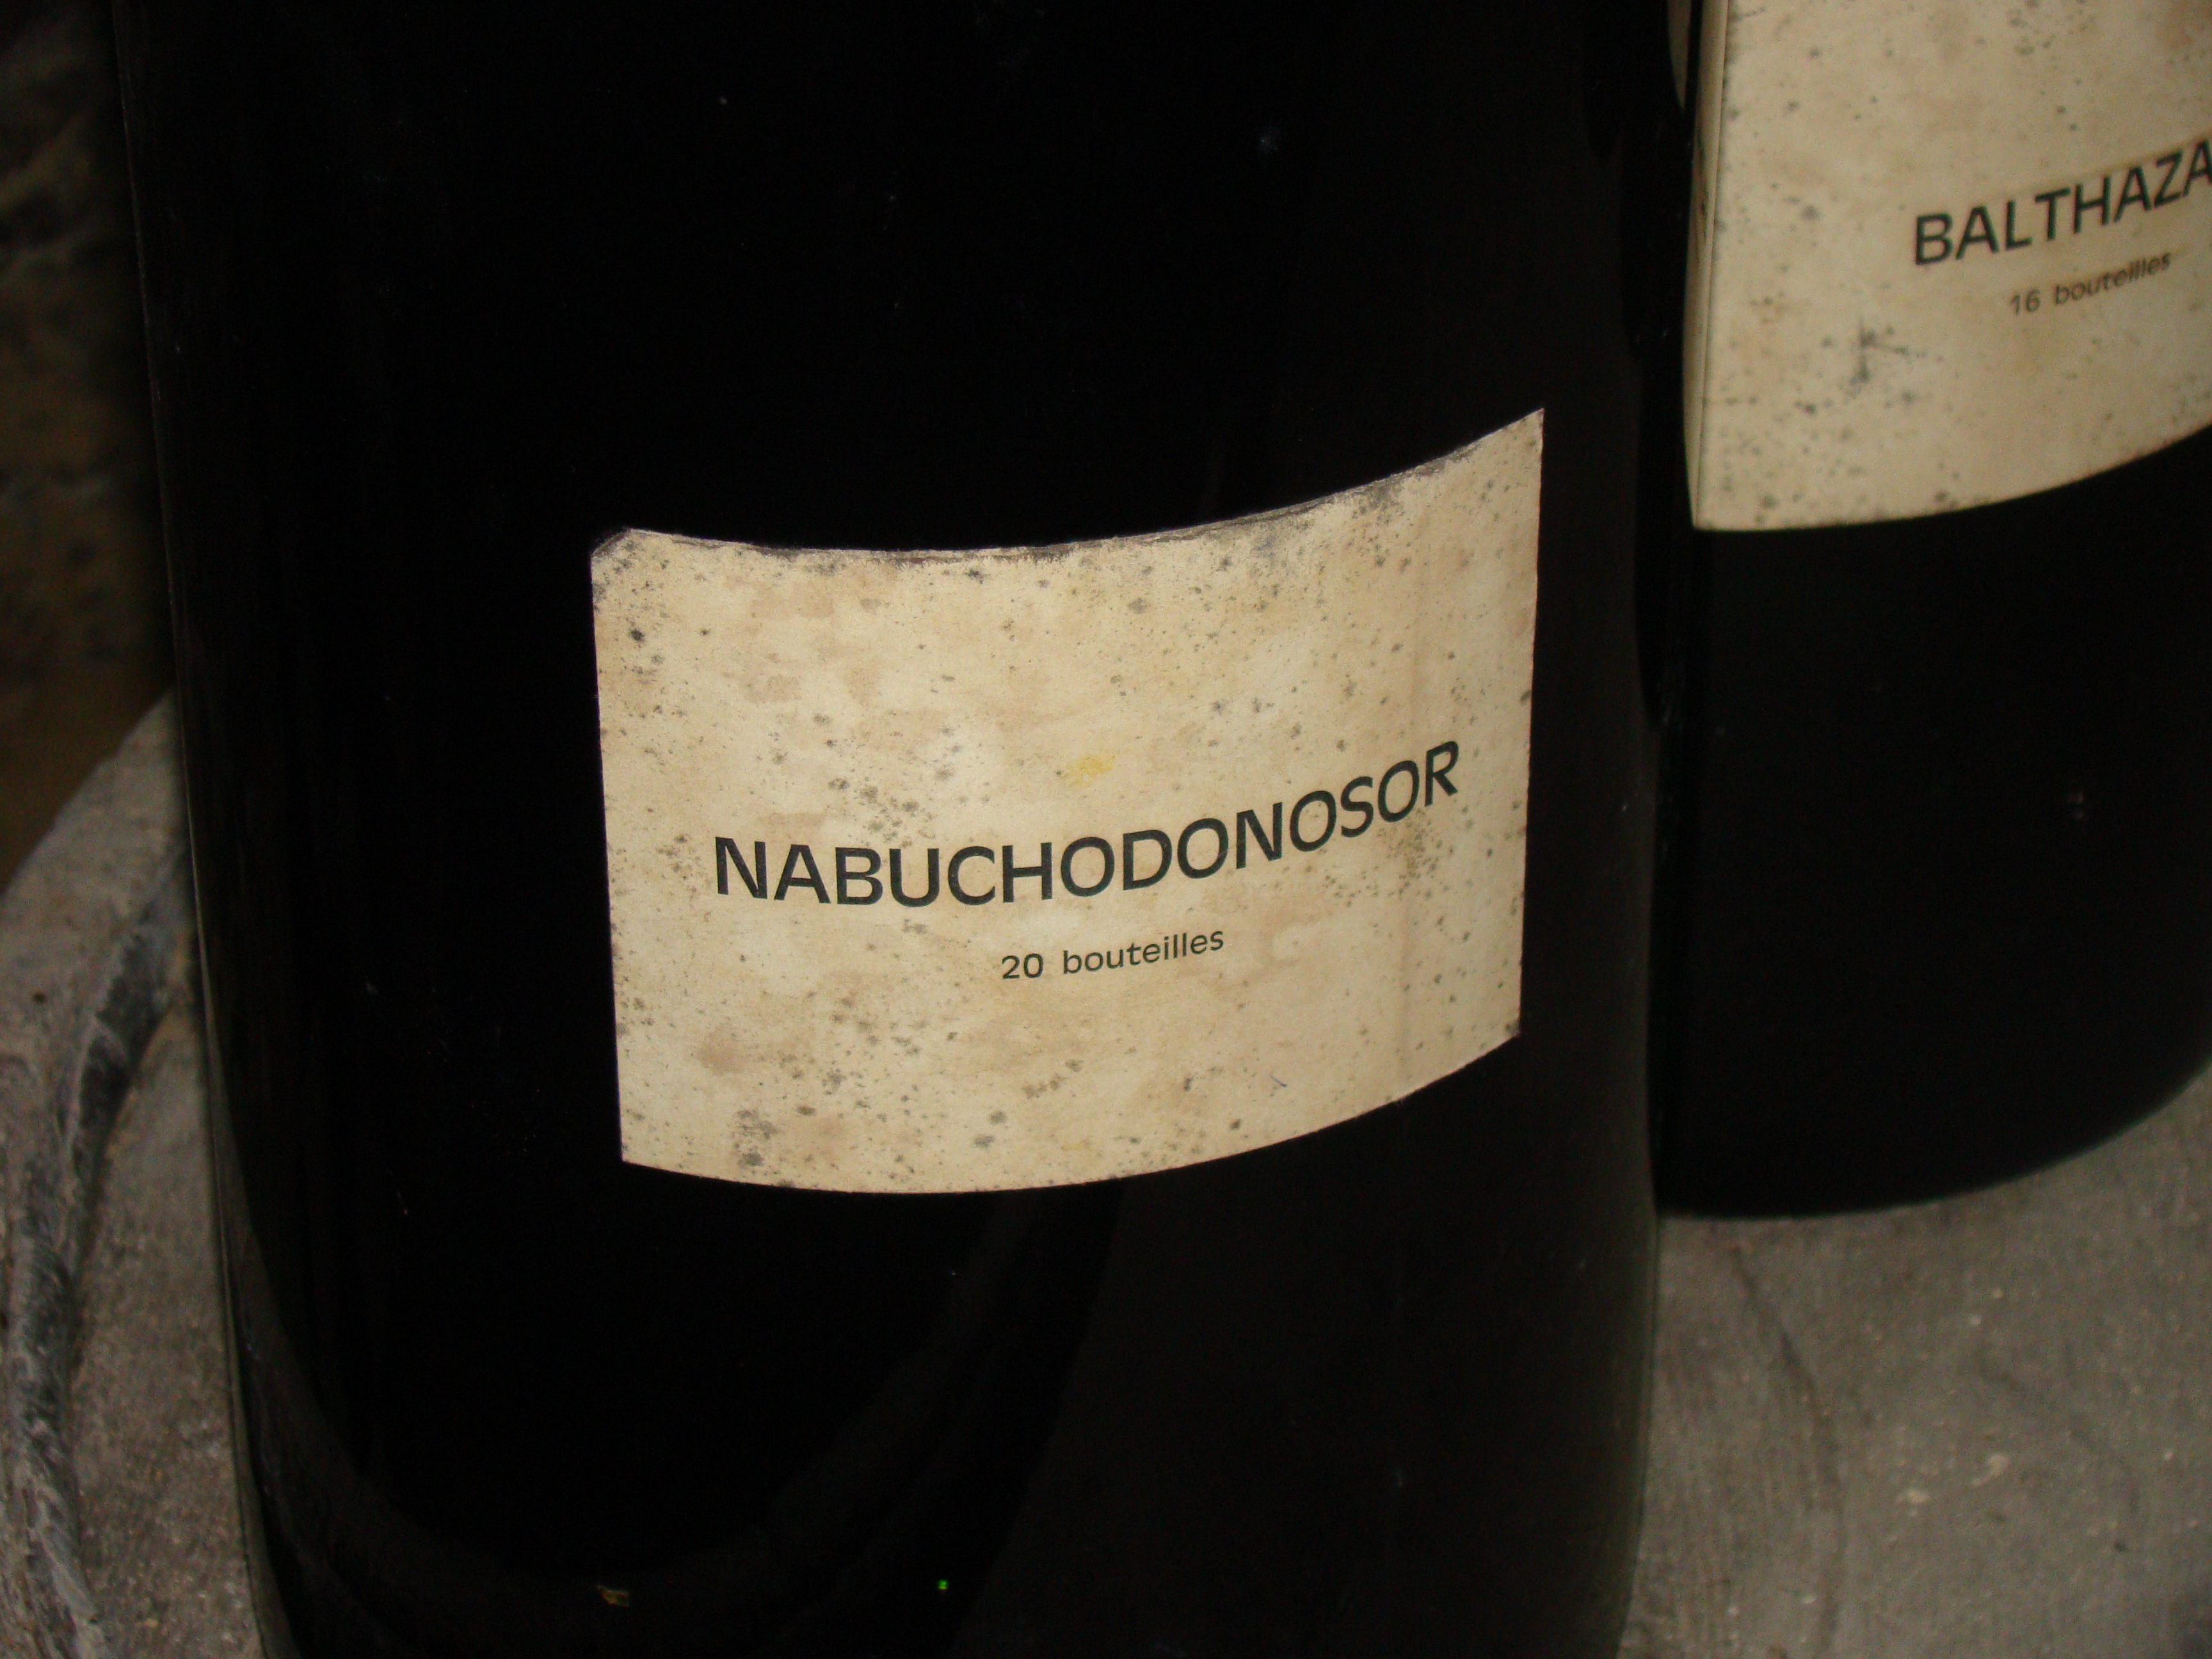 NABUCHODONOSOR
20 bouteilles
BALTHAZA
16 bouteilles